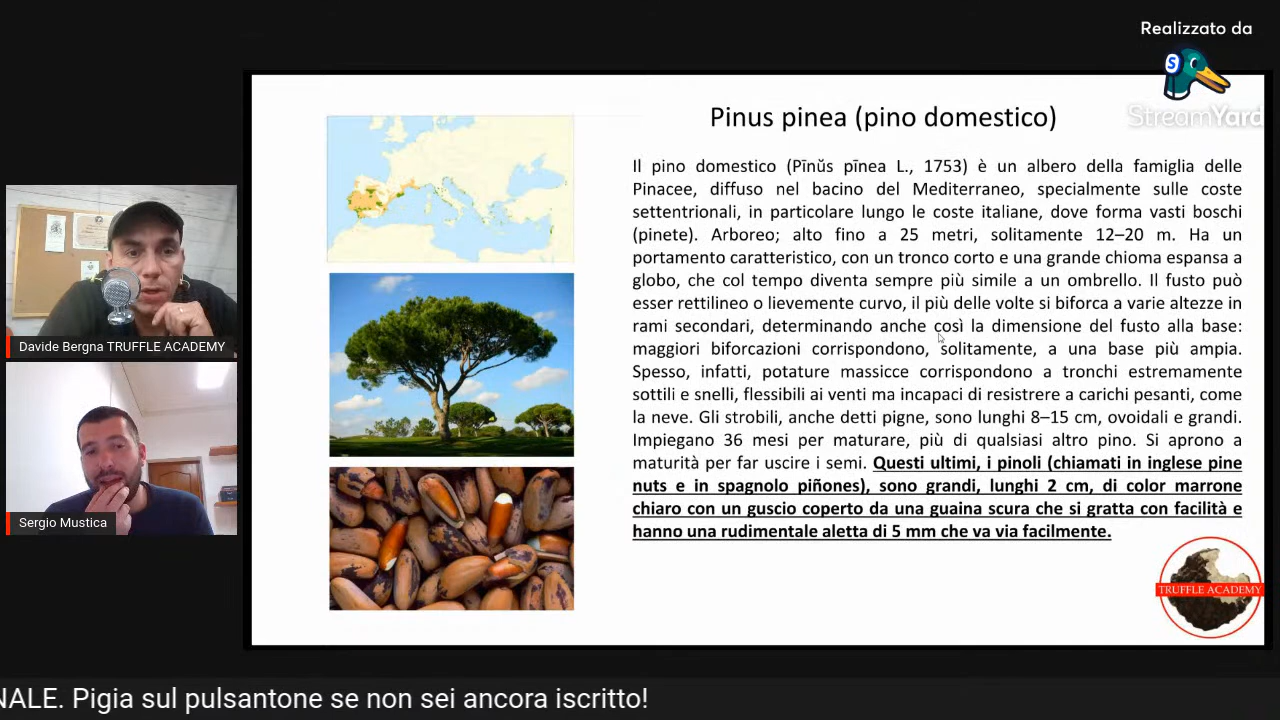 Realizzato da
S
StreamYard
Pinus pinea (pino domestico)
Il pino domestico (Pīnŭs pīnea L., 1753) è un albero della famiglia delle
Pinacee, diffuso nel bacino del Mediterraneo, specialmente sulle coste
settentrionali, in particolare lungo le coste italiane, dove forma vasti boschi
(pinete). Arboreo; alto fino a 25 metri, solitamente 12–20 m. Ha un
portamento caratteristico, con un tronco corto e una grande chioma espansa a
globo, che col tempo diventa sempre più simile a un ombrello. Il fusto può
esser rettilineo o lievemente curvo, il più delle volte si biforca a varie altezze in
rami secondari, determinando anche così la dimensione del fusto alla base:
maggiori biforcazioni corrispondono, solitamente, a una base più ampia.
Spesso, infatti, potature massicce corrispondono a tronchi estremamente
sottili e snelli, flessibili ai venti ma incapaci di resistrere a carichi pesanti, come
la neve. Gli strobili, anche detti pigne, sono lunghi 8–15 cm, ovoidali e grandi.
Impiegano 36 mesi per maturare, più di qualsiasi altro pino. Si aprono a
maturità per far uscire i semi. Questi ultimi, i pinoli (chiamati in inglese pine
nuts e in spagnolo piñones), sono grandi, lunghi 2 cm, di color marrone
chiaro con un guscio coperto da una guaina scura che si gratta con facilità e
hanno una rudimentale aletta di 5 mm che va via facilmente.
TRUFFLE ACADEMY
Davide Bergna TRUFFLE ACADEMY
Sergio Mustica
NALE. Pigia sul pulsantone se non sei ancora iscritto!